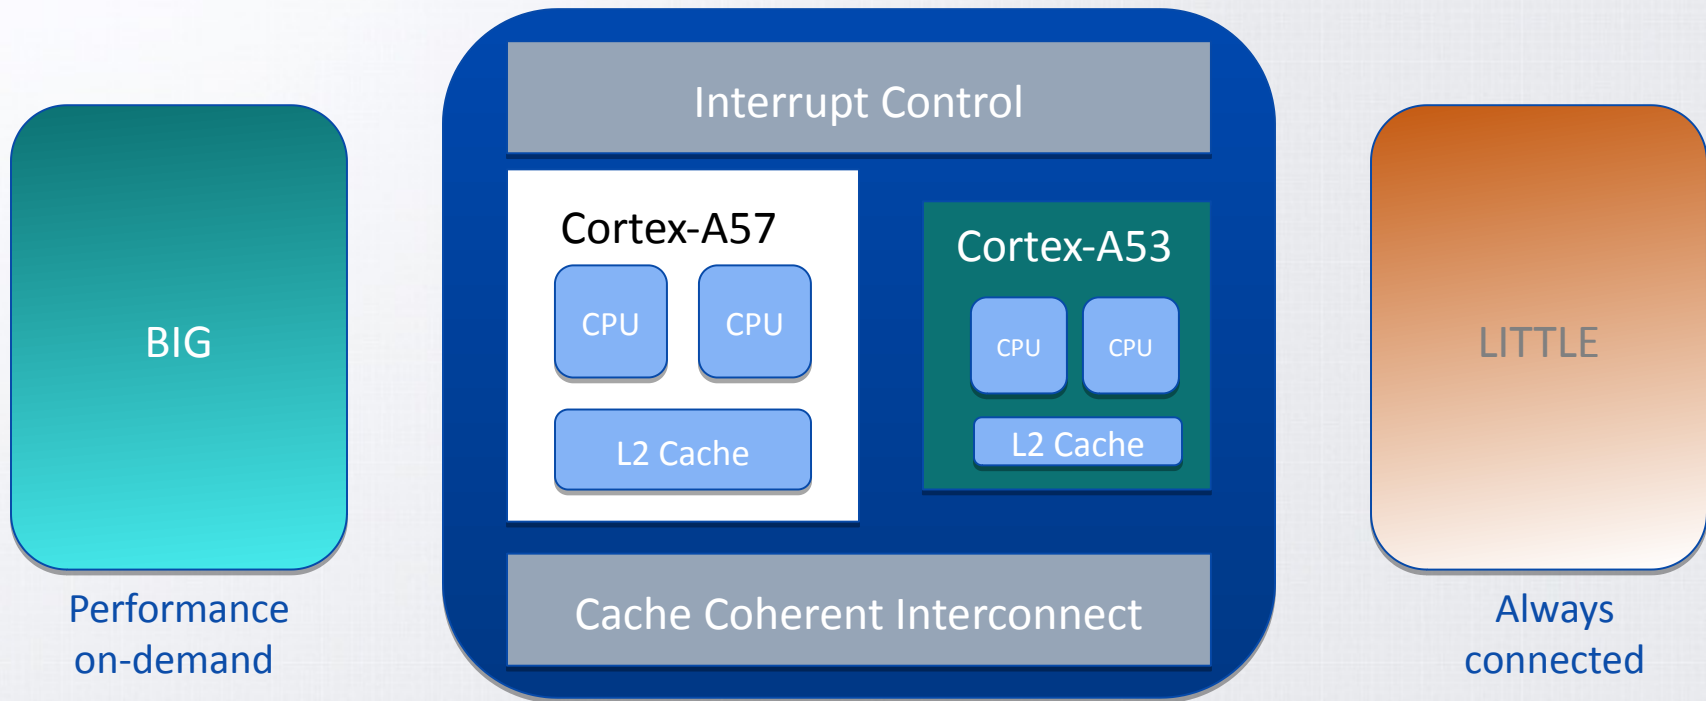 Interrupt Control
BIG
Performance
on-demand
Cortex-A57
CPU CPU
L2 Cache
Cortex-A53
CPU CPU
L2 Cache
Cache Coherent Interconnect
LITTLE
Always
connected